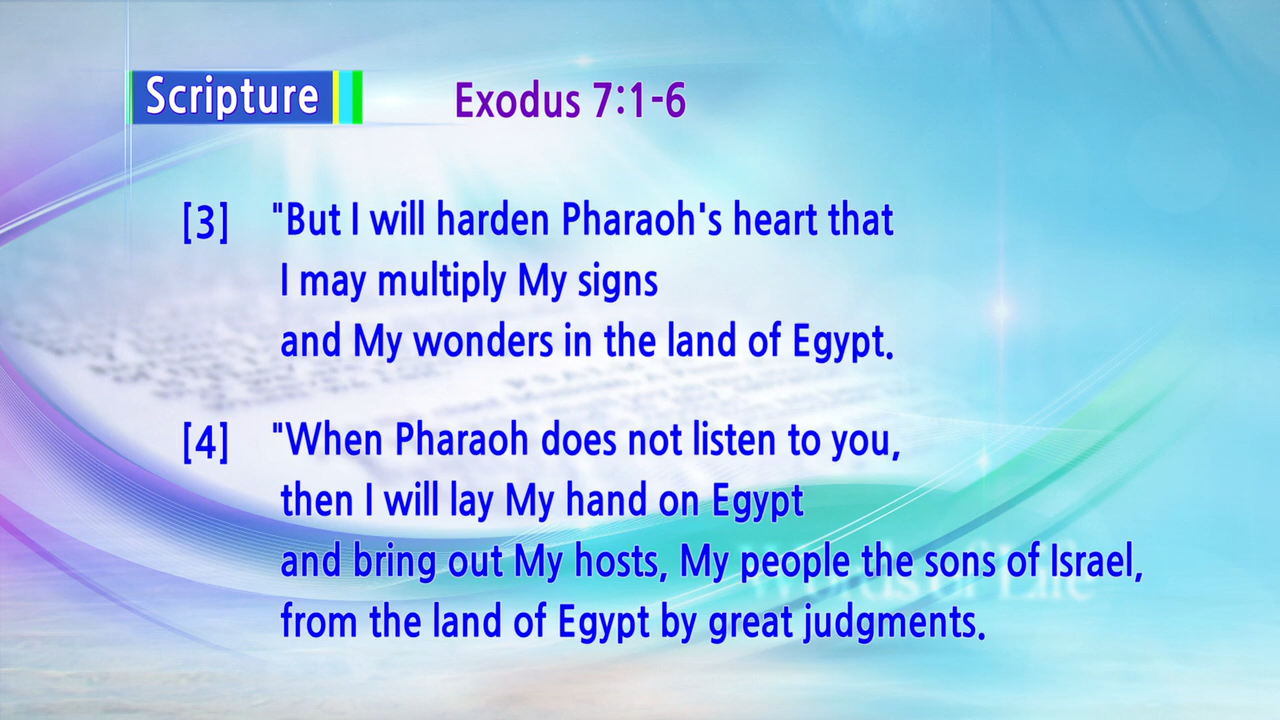 Scripture
Exodus 7:1-6
[3] "But I will harden Pharaoh's heart that
I may multiply My signs
and My wonders in the land of Egypt.
[4] "When Pharaoh does not listen to you,
then I will lay My hand on Egypt
and bring out My hosts, My people the sons of Israel,
from the land of Egypt by great judgments.
Words of Life